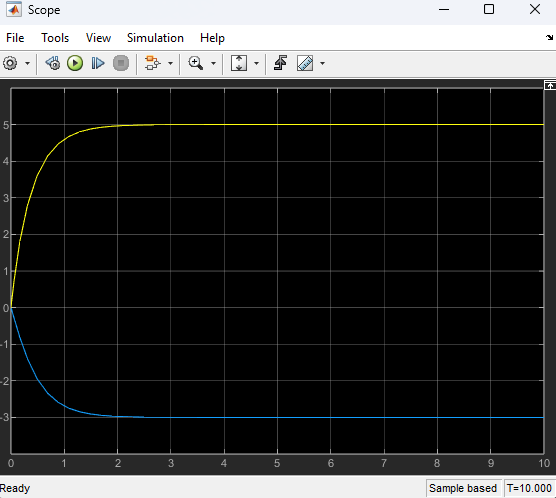 Scope
File Tools View Simulation Help
5
4
3
2
1
0
-1
-2
-3
0 1 2 3 4 5 6 7 8 9 10
Ready Sample based T=10.000